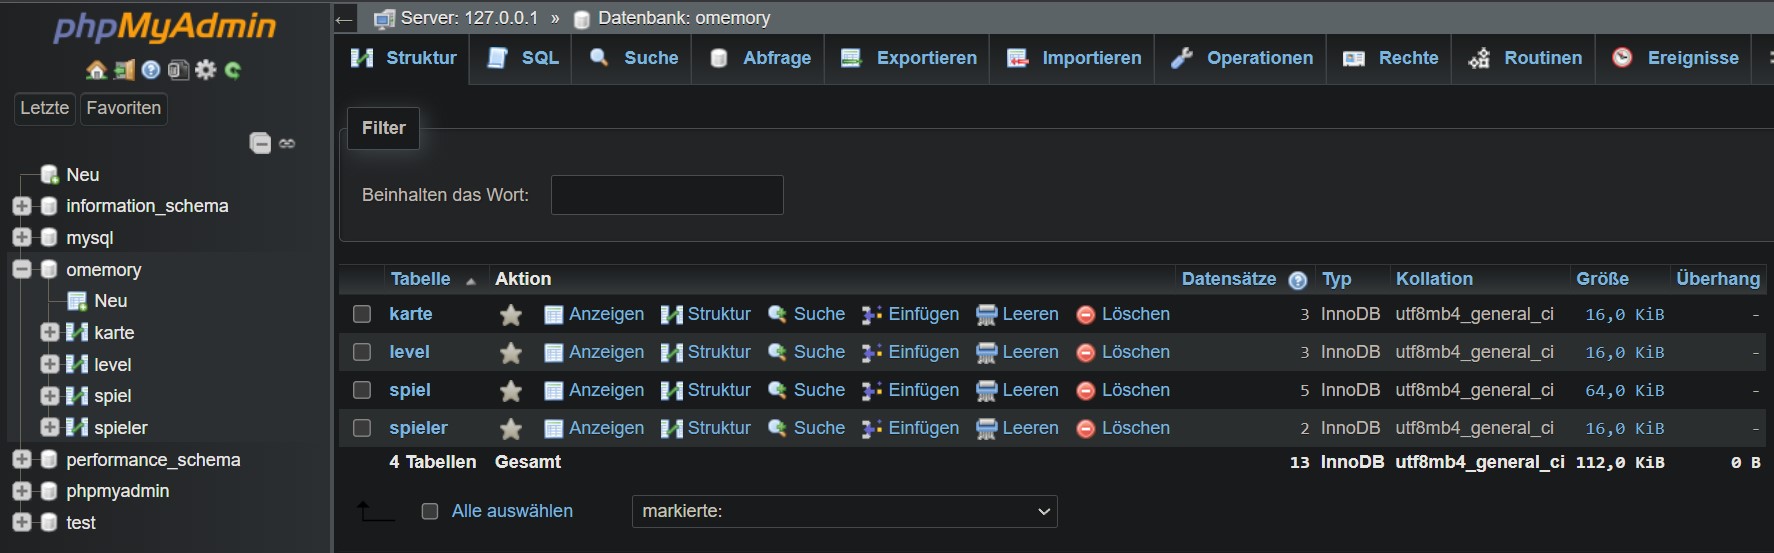 phpMyAdmin
Letzte Favoriten
Neu
information_schema
mysql
omemory
Neu
karte
level
spiel
spieler
performance_schema
phpmyadmin
test
← Server: 127.0.0.1 » Datenbank: omemory
Struktur SQL Suche Abfrage Exportieren Importieren Operationen Rechte Routinen Ereignisse
Filter
Beinhalten das Wort:
Tabelle Aktion Datensätze Typ Kollation Größe Überhang
karte Anzeigen Struktur Suche Einfügen Leeren Löschen 3 InnoDB utf8mb4_general_ci 16,0 KiB -
level Anzeigen Struktur Suche Einfügen Leeren Löschen 3 InnoDB utf8mb4_general_ci 16,0 KiB -
spiel Anzeigen Struktur Suche Einfügen Leeren Löschen 5 InnoDB utf8mb4_general_ci 64,0 KiB -
spieler Anzeigen Struktur Suche Einfügen Leeren Löschen 2 InnoDB utf8mb4_general_ci 16,0 KiB -
4 Tabellen Gesamt 13 InnoDB utf8mb4_general_ci 112,0 KiB 0 B
Alle auswählen markierte: